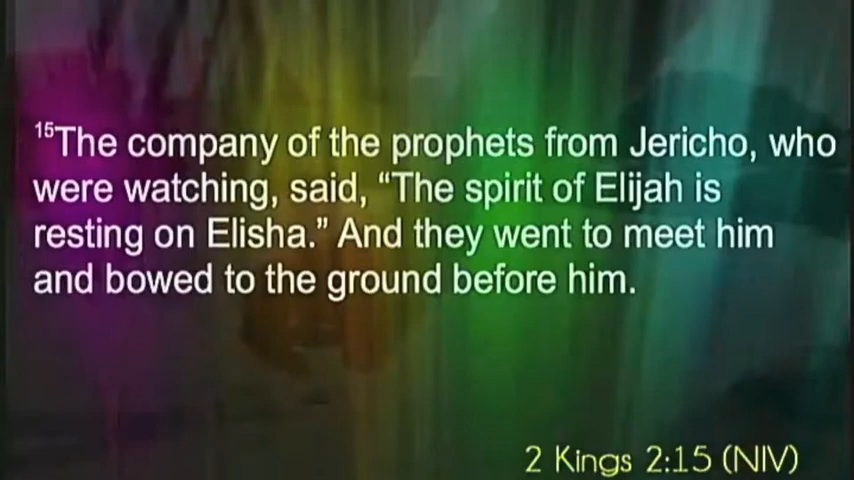 ¹⁵The company of the prophets from Jericho, who
were watching, said, “The spirit of Elijah is
resting on Elisha.” And they went to meet him
and bowed to the ground before him.
2 Kings 2:15 (NIV)